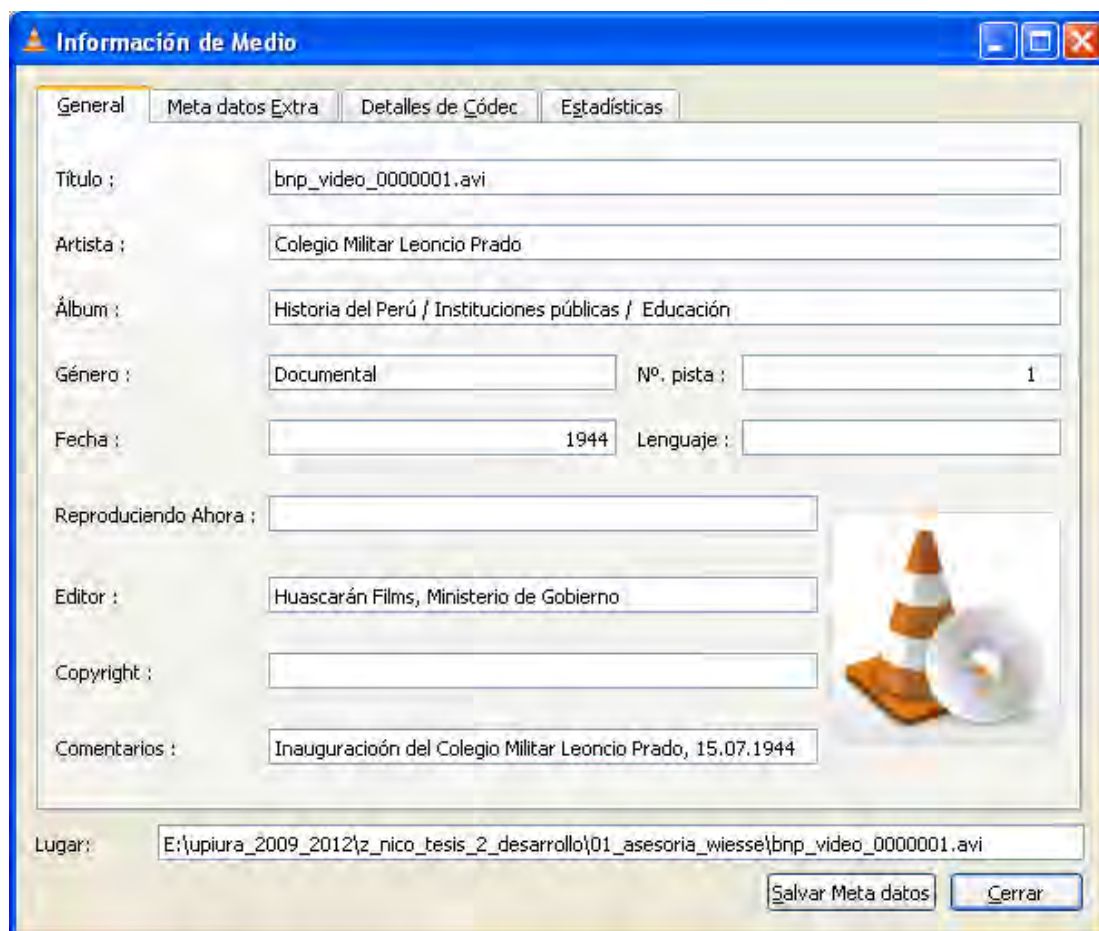 Información de Medio
General Meta datos Extra Detalles de Códec Estadísticas
Título : bnp_video_0000001.avi
Artista : Colegio Militar Leoncio Prado
Álbum : Historia del Perú / Instituciones públicas / Educación
Género : Documental Nº. pista : 1
Fecha : 1944 Lenguaje :
Reproduciendo Ahora :
Editor : Huascarán Films, Ministerio de Gobierno
Copyright :
Comentarios : Inauguracioón del Colegio Militar Leoncio Prado, 15.07.1944
Lugar: E:\upiura_2009_2012\z_nico_tesis_2_desarrollo\01_asesoria_wiesse\bnp_video_0000001.avi
Salvar Meta datos Cerrar